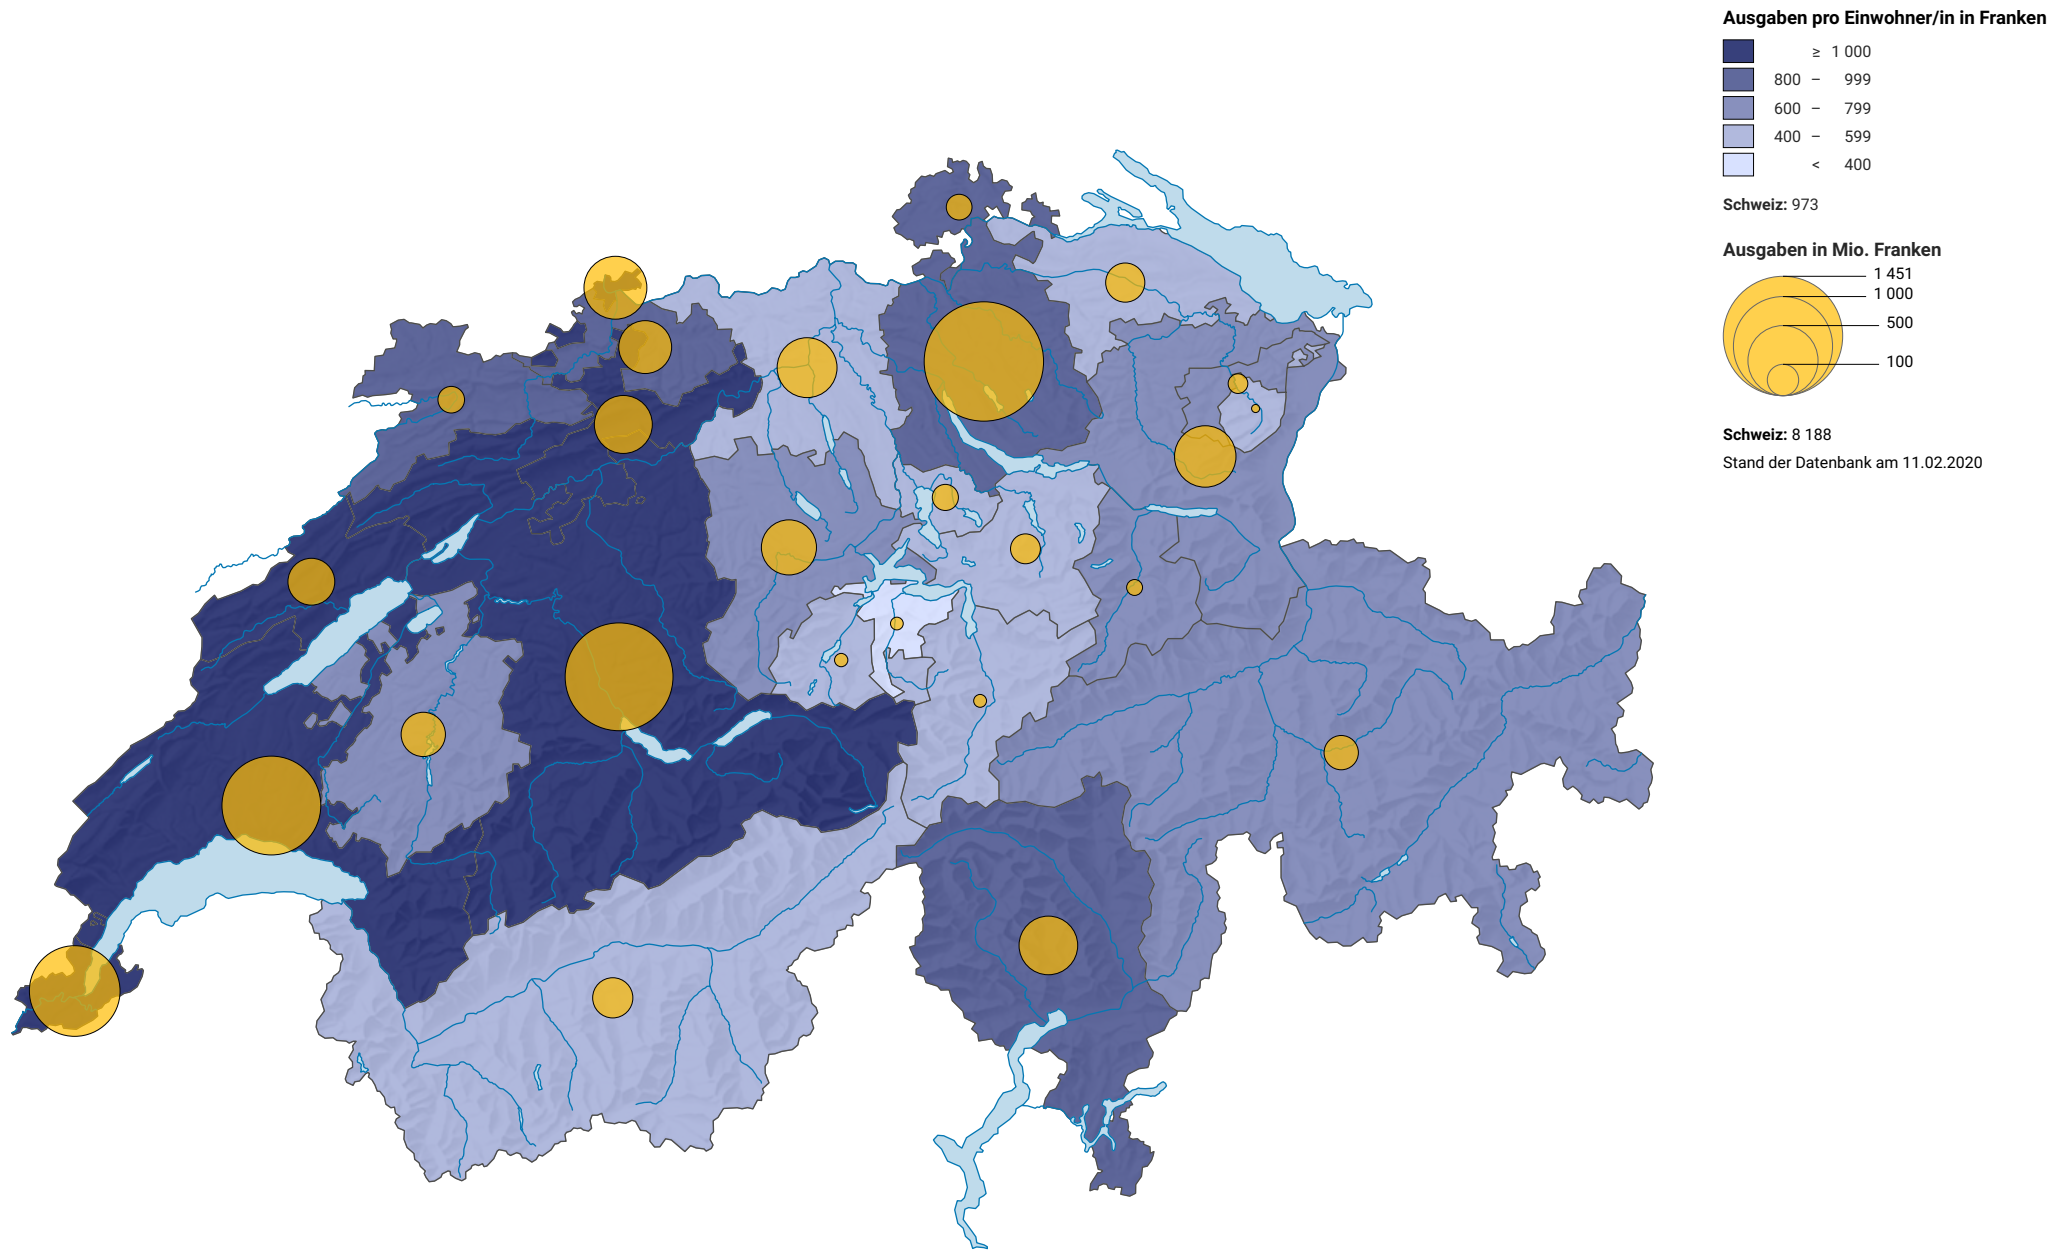 Ausgaben pro Einwohner/in in Franken
≥ 1 000
800 – 999
600 – 799
400 – 599
< 400
Schweiz: 973
Ausgaben in Mio. Franken
1 451
1 000
500
100
Schweiz: 8 188
Stand der Datenbank am 11.02.2020